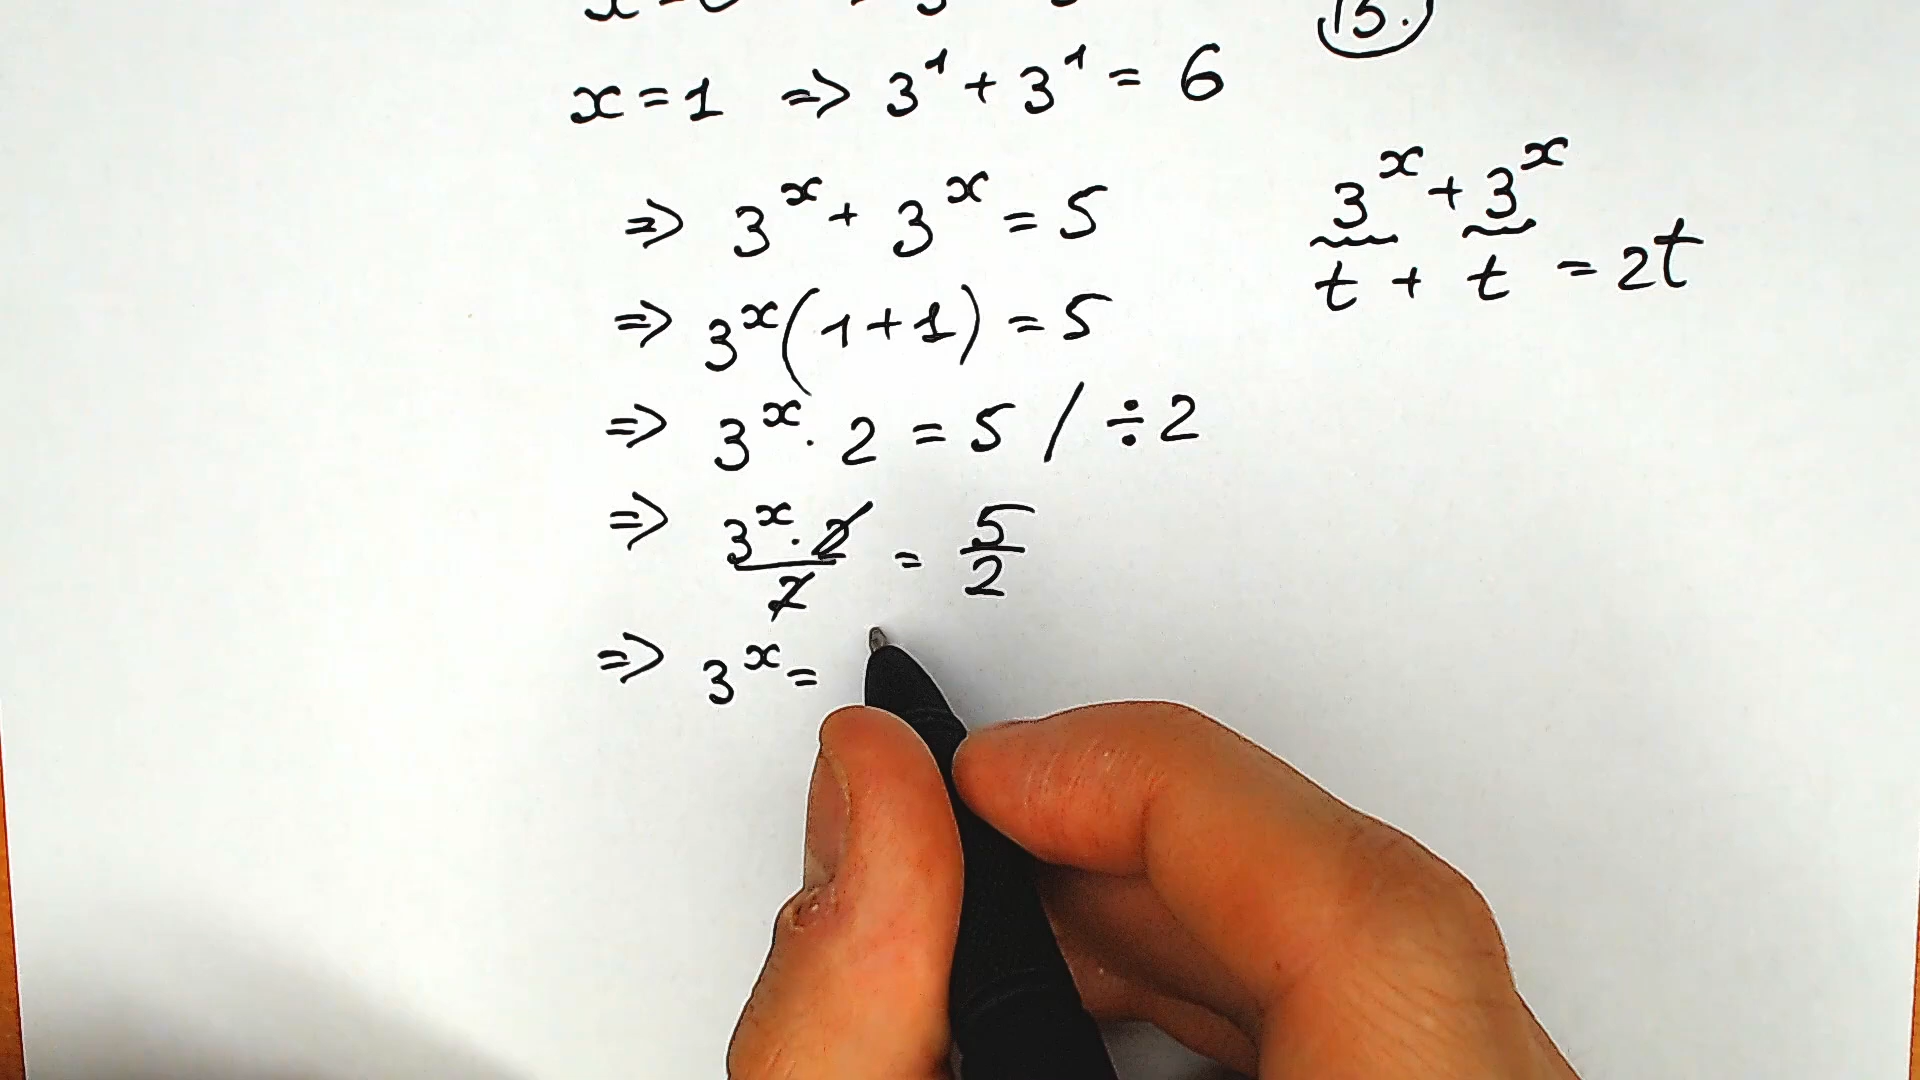 15.
x = 1 => 3¹ + 3¹ = 6
=> 3ˣ + 3ˣ = 5
3ˣ + 3ˣ
t + t = 2t
=> 3ˣ(1+1) = 5
=> 3ˣ · 2 = 5 / ÷2
=> 3ˣ · 2 / 2 = 5/2
=> 3ˣ =